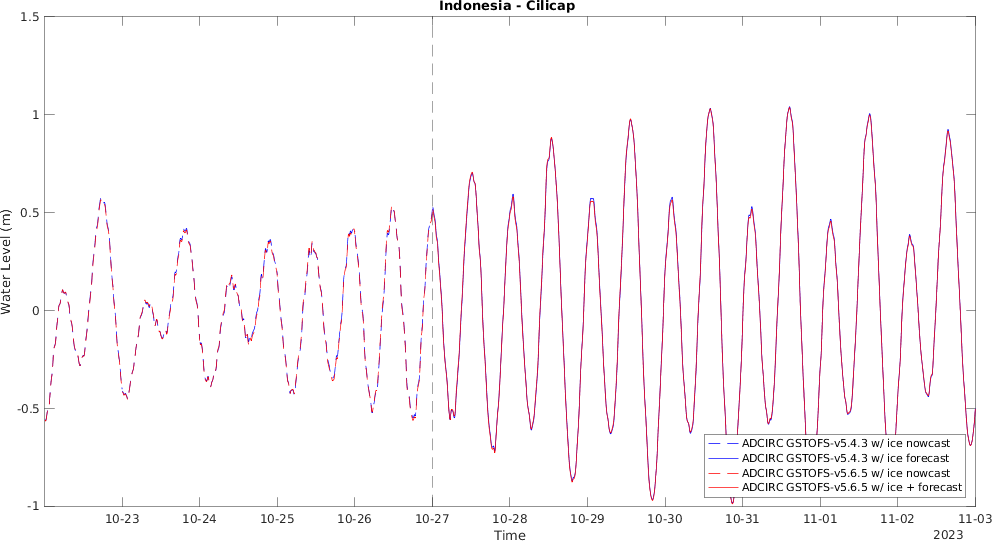 Indonesia - Cilicap
1.5
1
0.5
0
-0.5
-1
Water Level (m)
10-23
10-24
10-25
10-26
10-27
10-28
10-29
10-30
10-31
11-01
11-02
11-03
Time
2023
ADCIRC GSTOFS-v5.4.3 w/ ice nowcast
ADCIRC GSTOFS-v5.4.3 w/ ice forecast
ADCIRC GSTOFS-v5.6.5 w/ ice nowcast
ADCIRC GSTOFS-v5.6.5 w/ ice + forecast